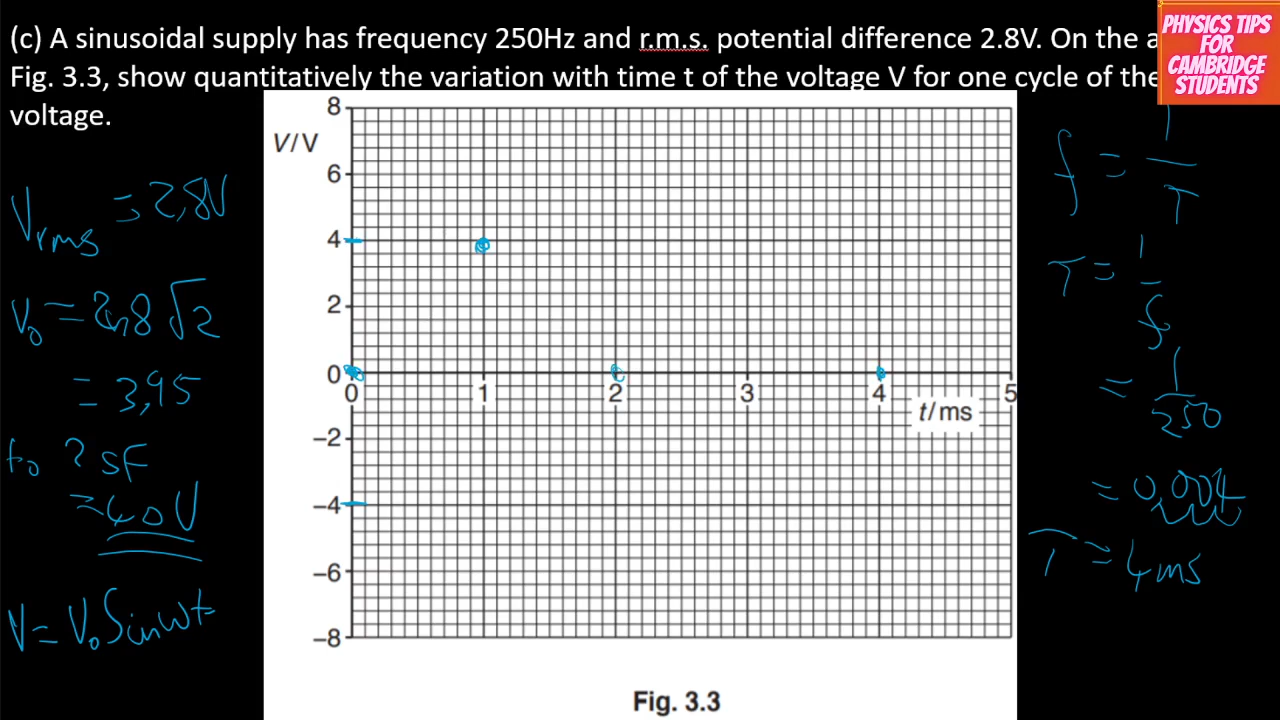 (c) A sinusoidal supply has frequency 250Hz and r.m.s. potential difference 2.8V. On the a
Fig. 3.3, show quantitatively the variation with time t of the voltage V for one cycle of the
voltage.
PHYSICS TIPS
FOR
CAMBRIDGE
STUDENTS
Vrms = 2,8V
V₀ = 2,8 √2
= 3,95
to 2 SF
= 4.0V
V = V₀ Sin ωt
V/V
8
6
4
2
0
−2
−4
−6
−8
0
1
2
3
4
5
t/ms
Fig. 3.3
f = 1/T
T = 1/f
= 1/250
= 0,004
T = 4ms